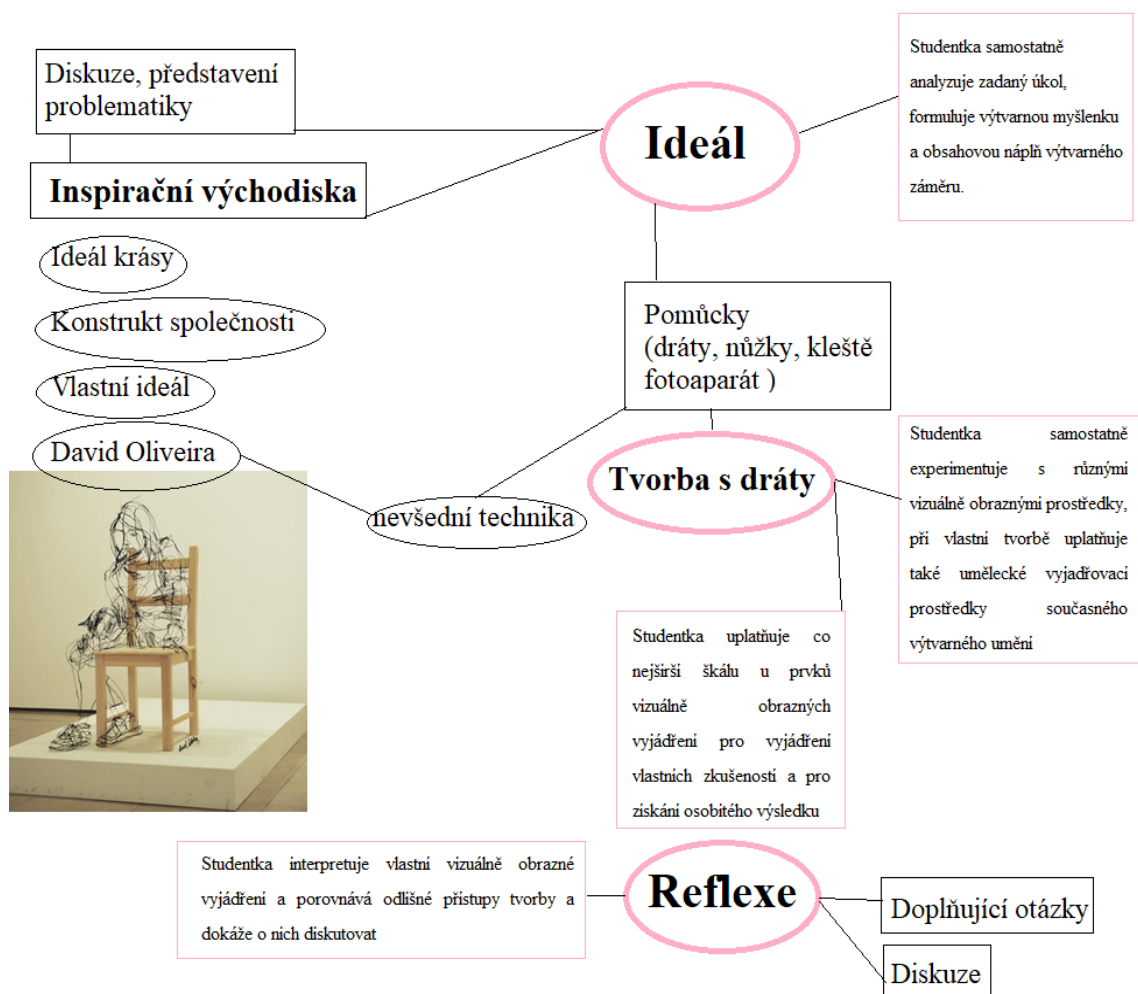 Diskuze, představení
problematiky
Inspirační východiska
Ideál krásy
Konstrukt společnosti
Vlastní ideál
David Oliveira
nevšední technika
Ideál
Studentka samostatně
analyzuje zadaný úkol,
formuluje výtvarnou myšlenku
a obsahovou náplň výtvarného
záměru.
Pomůcky
(dráty, nůžky, kleště
fotoaparát )
Tvorba s dráty
Studentka samostatně
experimentuje s různými
vizuálně obraznými prostředky,
při vlastní tvorbě uplatňuje
také umělecké vyjadřovací
prostředky současného
výtvarného umění
Studentka uplatňuje co
nejširší škálu u prvků
vizuálně obrazných
vyjádření pro vyjádření
vlastních zkušeností a pro
získání osobitého výsledku
Studentka interpretuje vlastní vizuálně obrazné
vyjádření a porovnává odlišné přístupy tvorby a
dokáže o nich diskutovat
Reflexe
Doplňující otázky
Diskuze